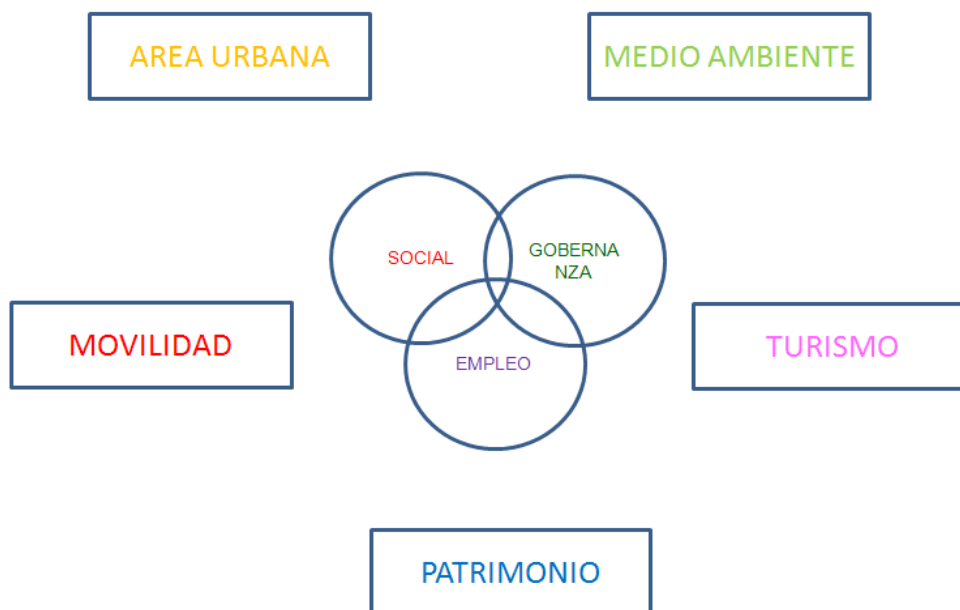 AREA URBANA
MEDIO AMBIENTE
SOCIAL
GOBERNA
NZA
EMPLEO
MOVILIDAD
TURISMO
PATRIMONIO